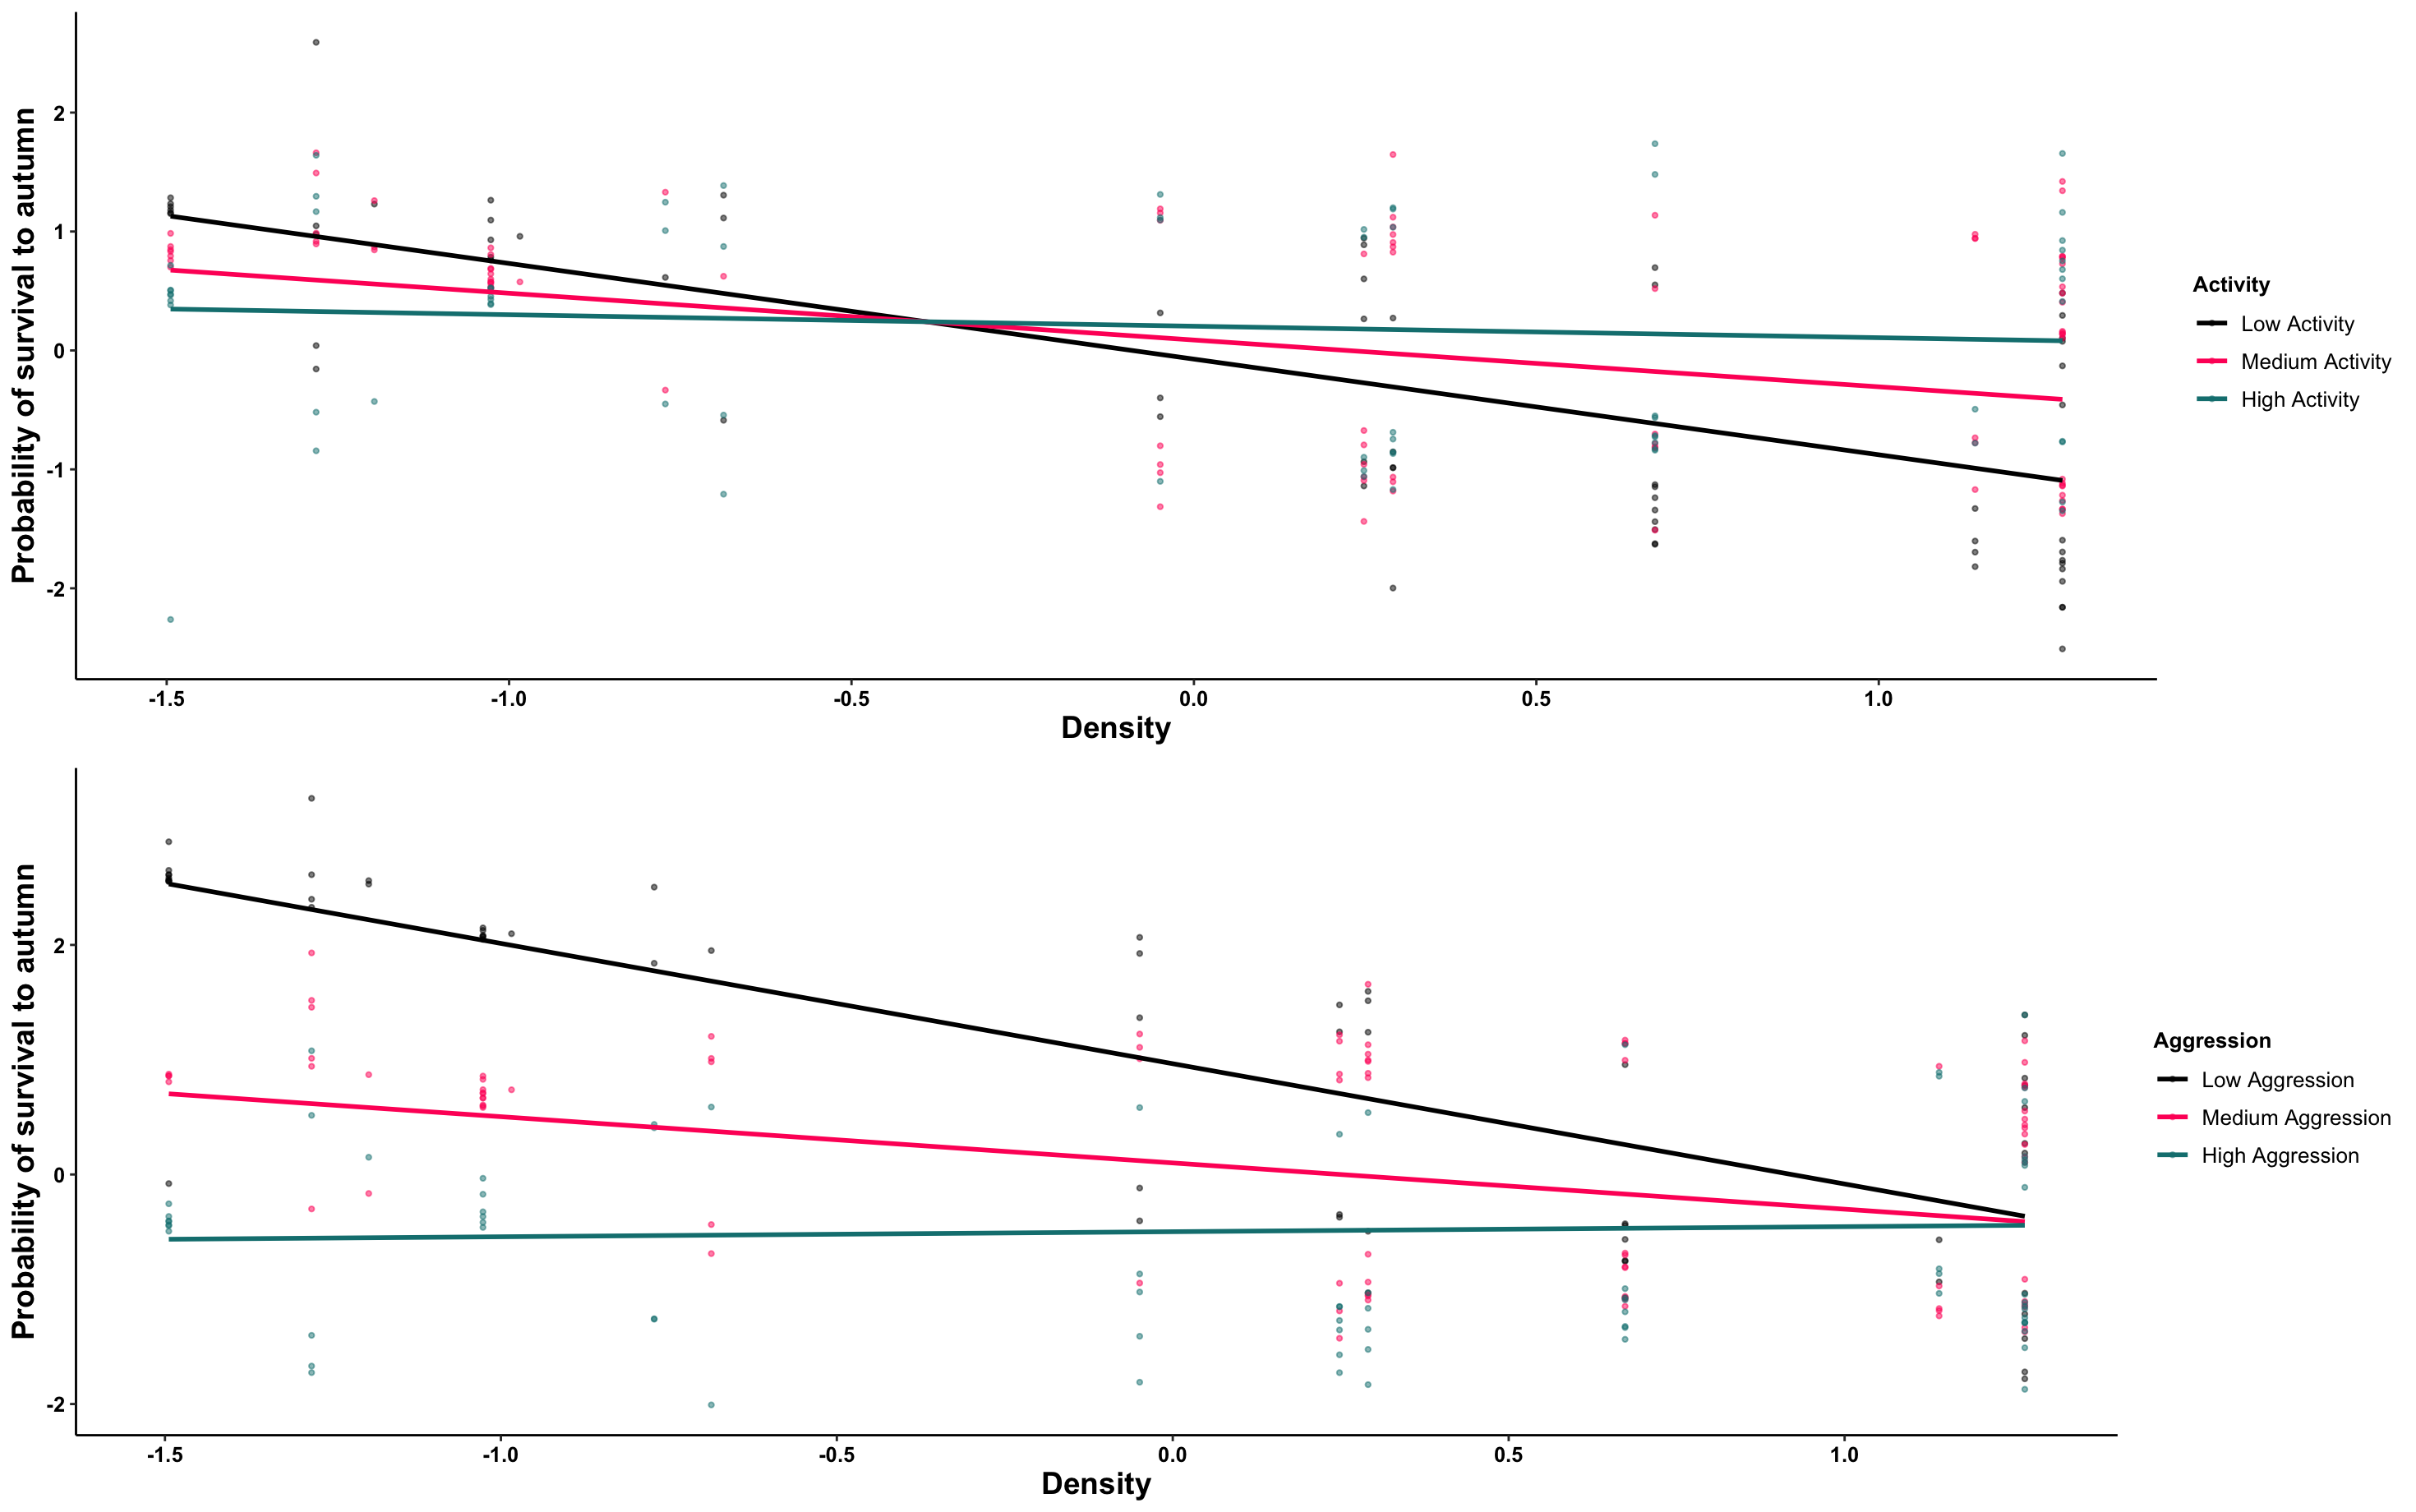 Probability of survival to autumn
2
1
0
-1
-2
-1.5 -1.0 -0.5 0.0 0.5 1.0
Density
Activity
Low Activity
Medium Activity
High Activity
Probability of survival to autumn
2
0
-2
-1.5 -1.0 -0.5 0.0 0.5 1.0
Density
Aggression
Low Aggression
Medium Aggression
High Aggression